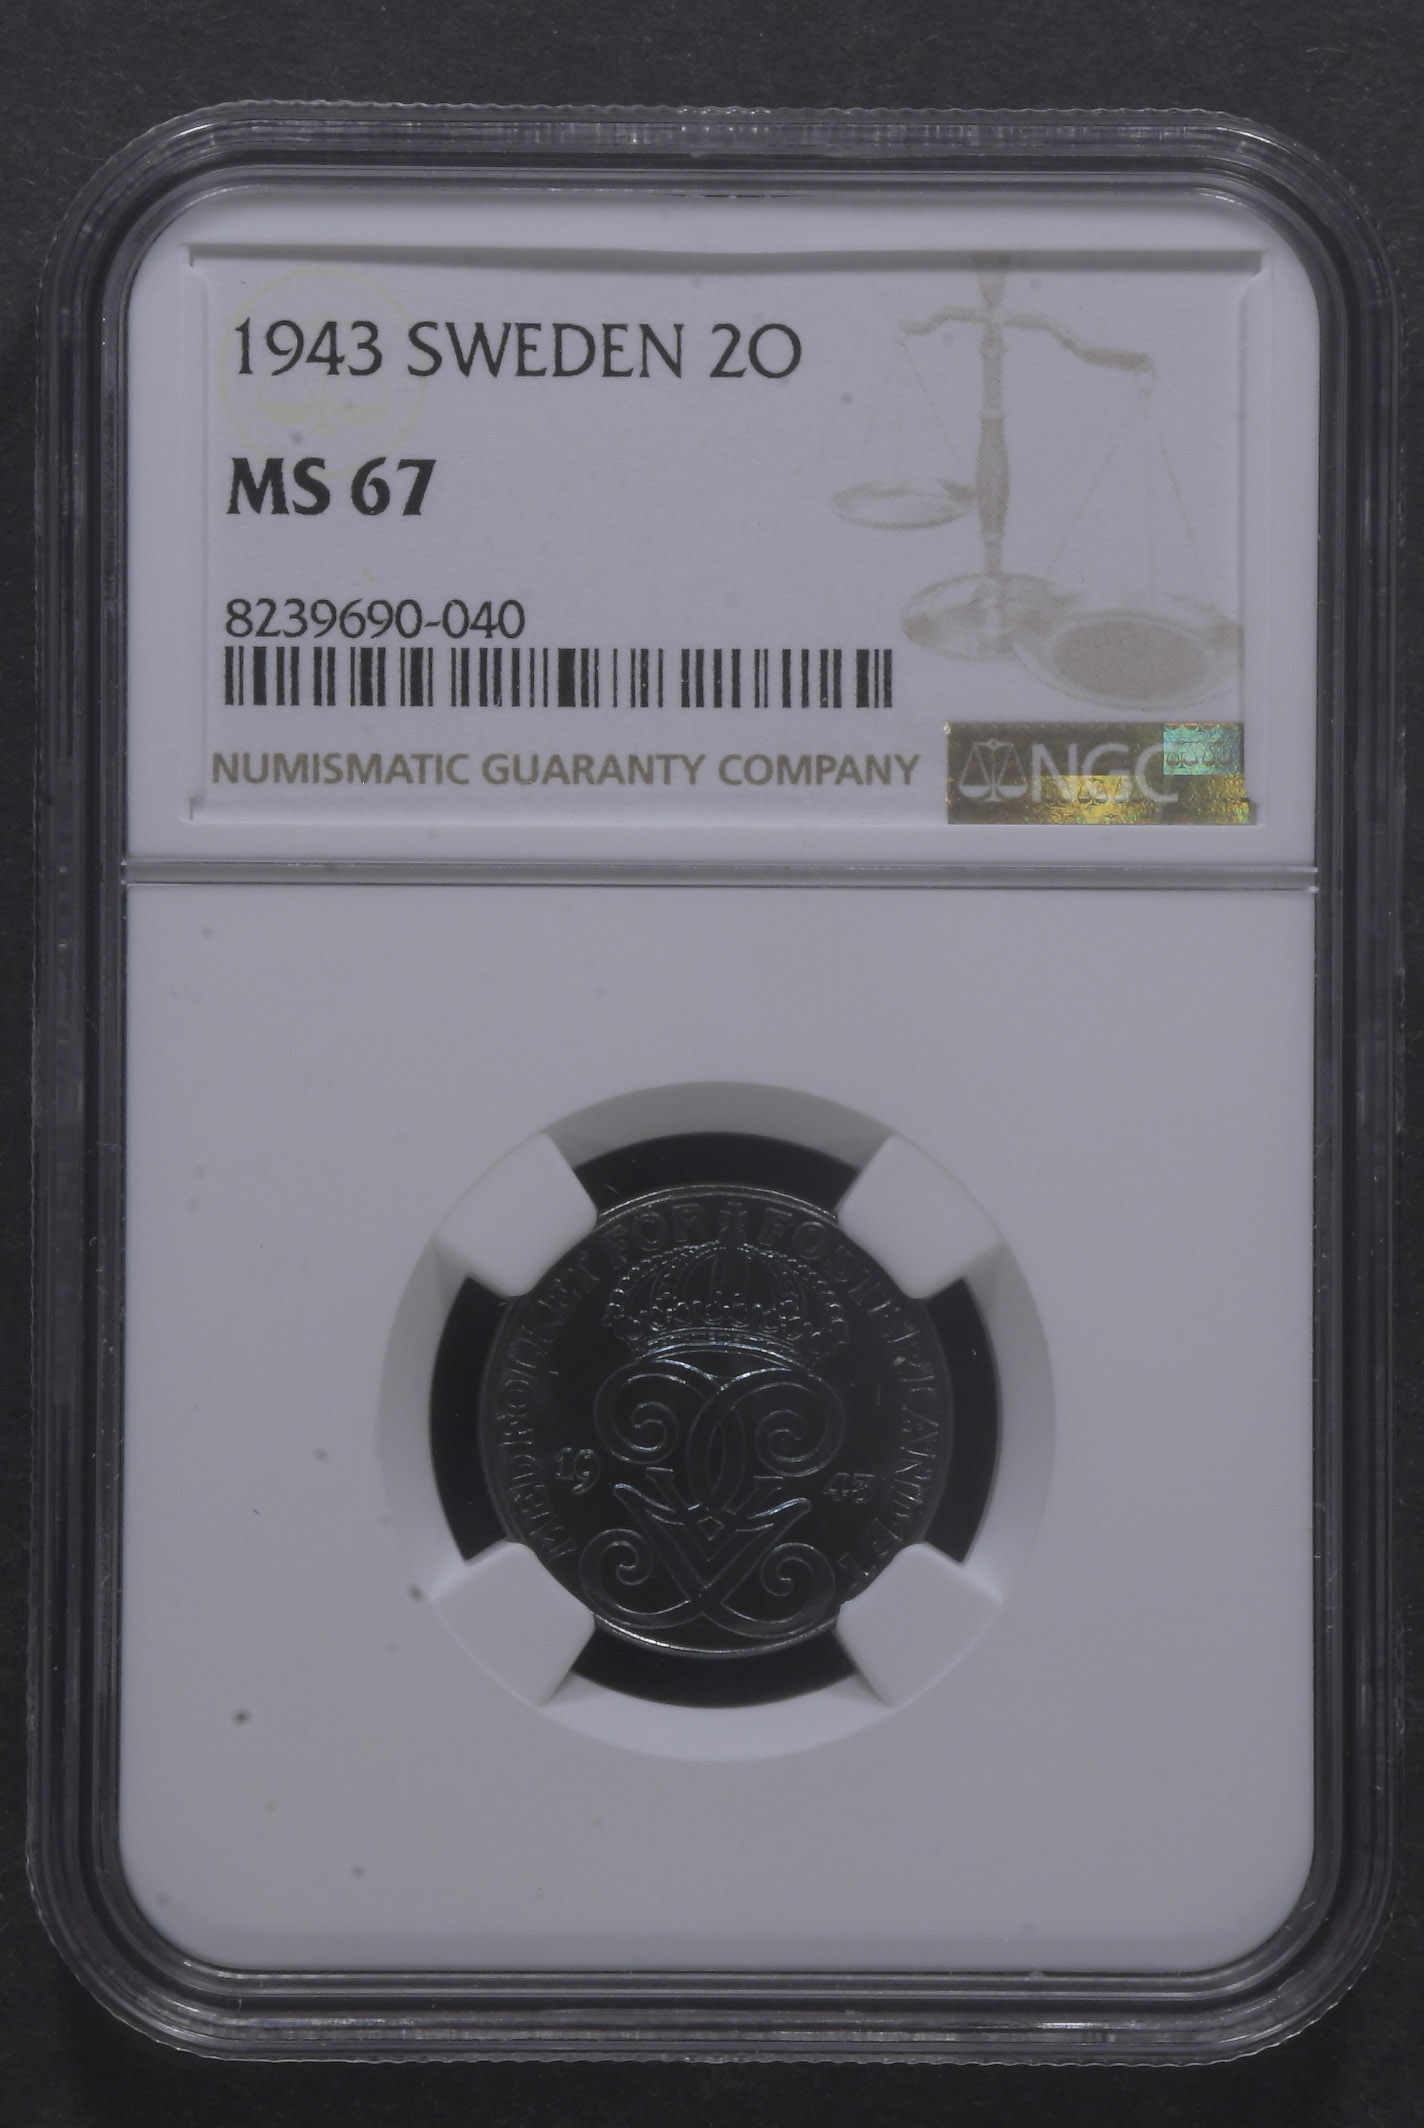 1943 SWEDEN 2O
MS 67
8239690-040
NUMISMATIC GUARANTY COMPANY
NGC
MED FOLKET FÖR FOSTERLANDET
19 43